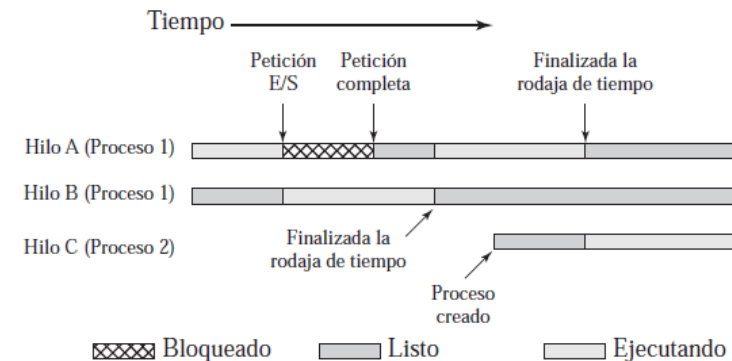 Tiempo
Petición
E/S
Petición
completa
Finalizada la
rodaja de tiempo
Hilo A (Proceso 1)
Hilo B (Proceso 1)
Hilo C (Proceso 2)
Finalizada la
rodaja de tiempo
Proceso
creado
Bloqueado
Listo
Ejecutando